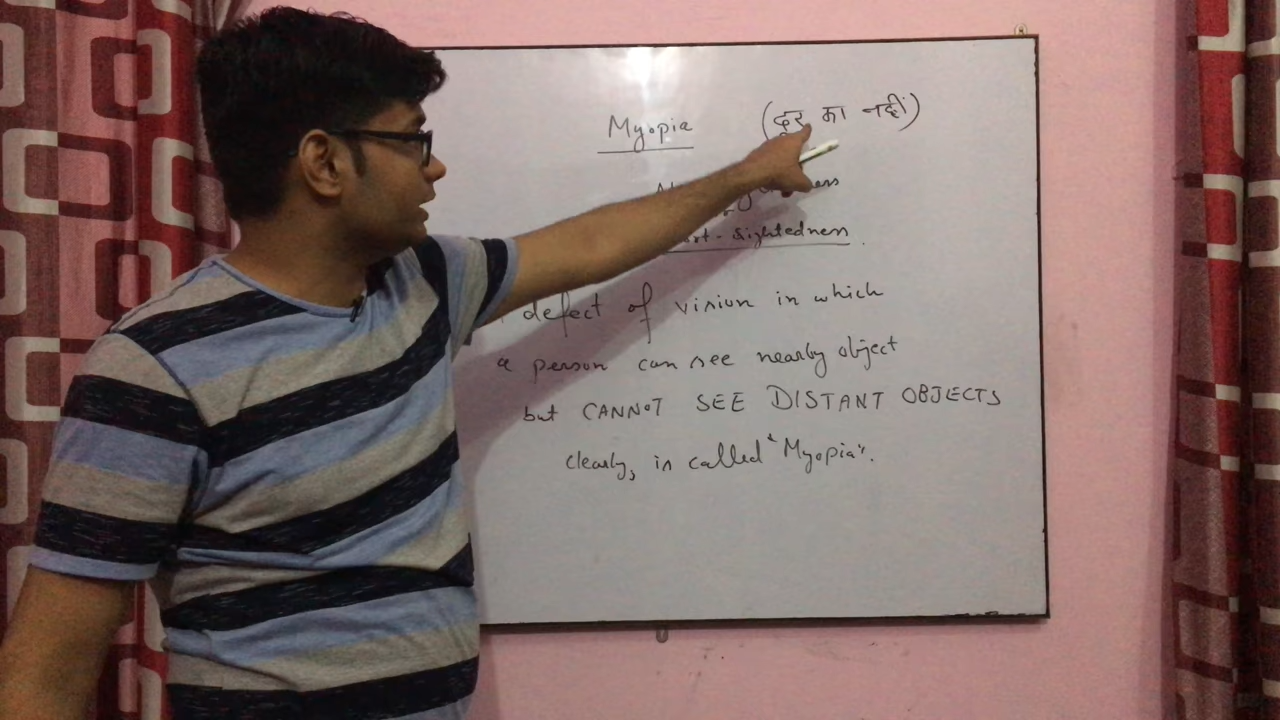 Myopia (दूर का नहीं)
Sightedness
defect of vision in which
a person can see nearby object
but CANNOT SEE DISTANT OBJECTS
clearly, is called "Myopia".